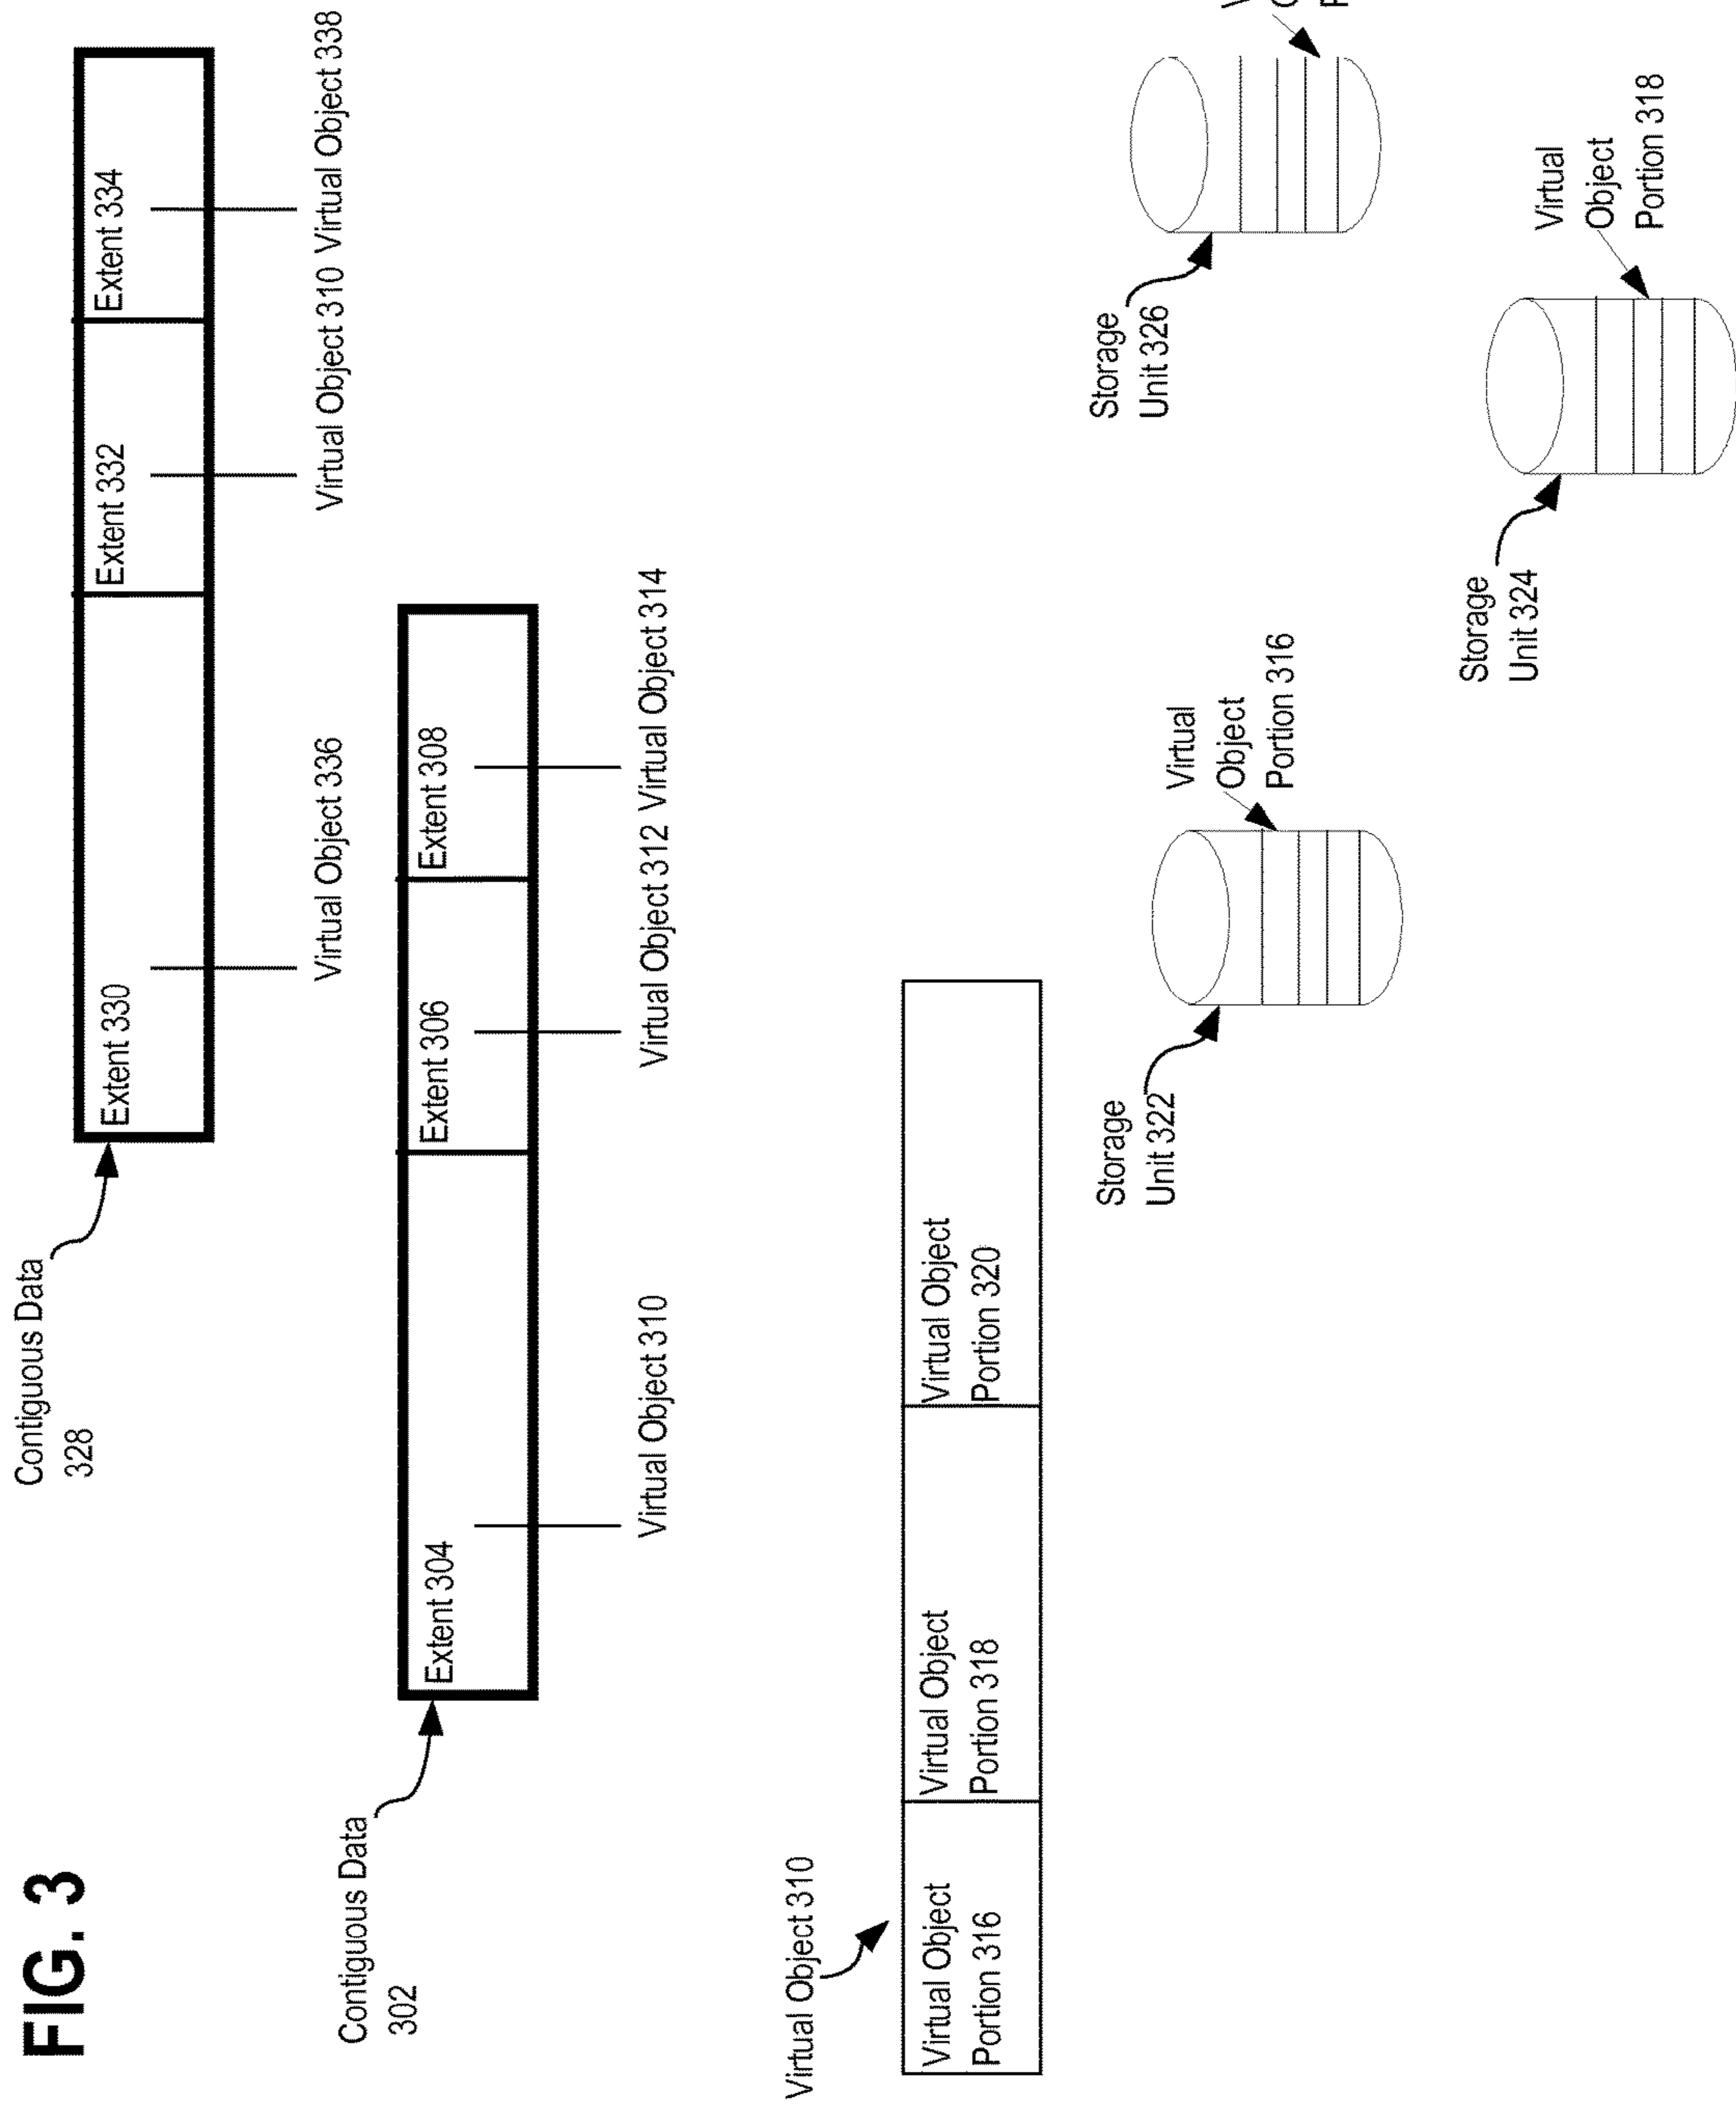 FIG. 3
Contiguous Data
328
Extent 330
Extent 332
Extent 334
Virtual Object 336
Virtual Object 310 Virtual Object 338
Contiguous Data
302
Extent 304
Extent 306
Extent 308
Virtual Object 310
Virtual Object 312 Virtual Object 314
Virtual Object 310
Virtual Object
Portion 316
Virtual Object
Portion 318
Virtual Object
Portion 320
Storage
Unit 322
Virtual
Object
Portion 316
Storage
Unit 326
Storage
Unit 324
Virtual
Object
Portion 318